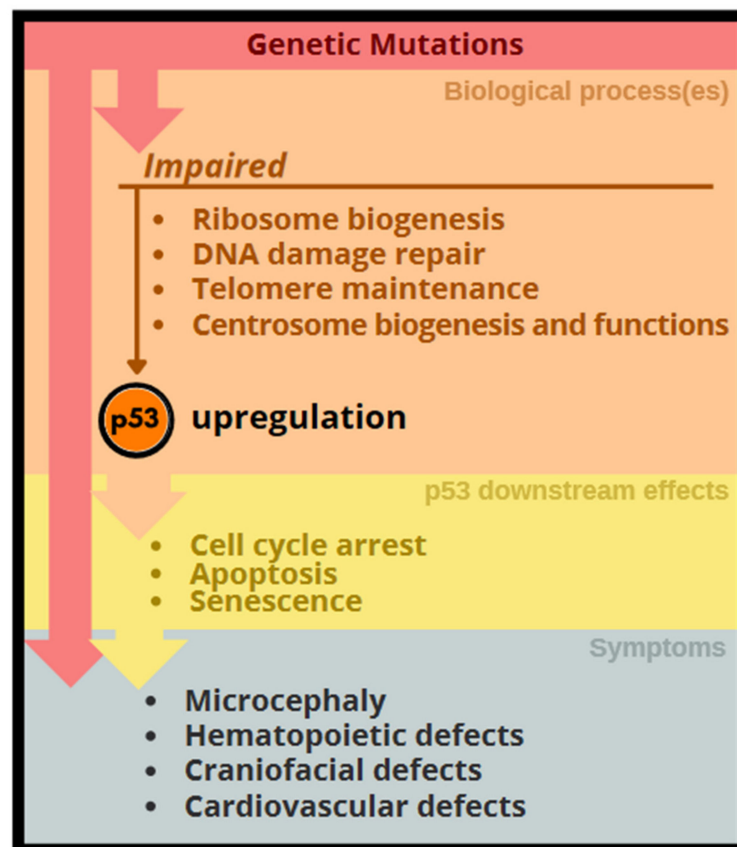 Genetic Mutations
Biological process(es)
Impaired
• Ribosome biogenesis
• DNA damage repair
• Telomere maintenance
• Centrosome biogenesis and functions
p53 upregulation
p53 downstream effects
• Cell cycle arrest
• Apoptosis
• Senescence
Symptoms
• Microcephaly
• Hematopoietic defects
• Craniofacial defects
• Cardiovascular defects